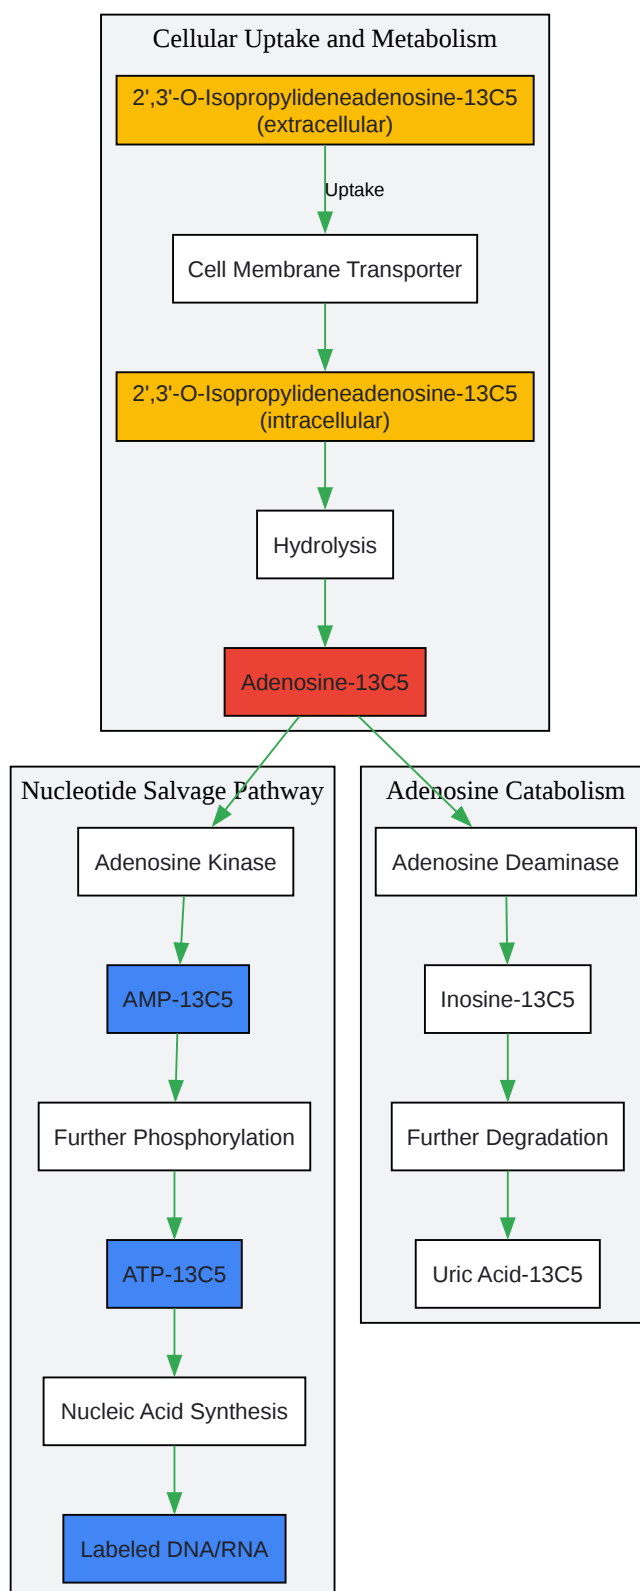 Cellular Uptake and Metabolism
2',3'-O-Isopropylideneadenosine-13C5
(extracellular)
Uptake
Cell Membrane Transporter
2',3'-O-Isopropylideneadenosine-13C5
(intracellular)
Hydrolysis
Adenosine-13C5
Nucleotide Salvage Pathway
Adenosine Kinase
AMP-13C5
Further Phosphorylation
ATP-13C5
Nucleic Acid Synthesis
Labeled DNA/RNA
Adenosine Catabolism
Adenosine Deaminase
Inosine-13C5
Further Degradation
Uric Acid-13C5